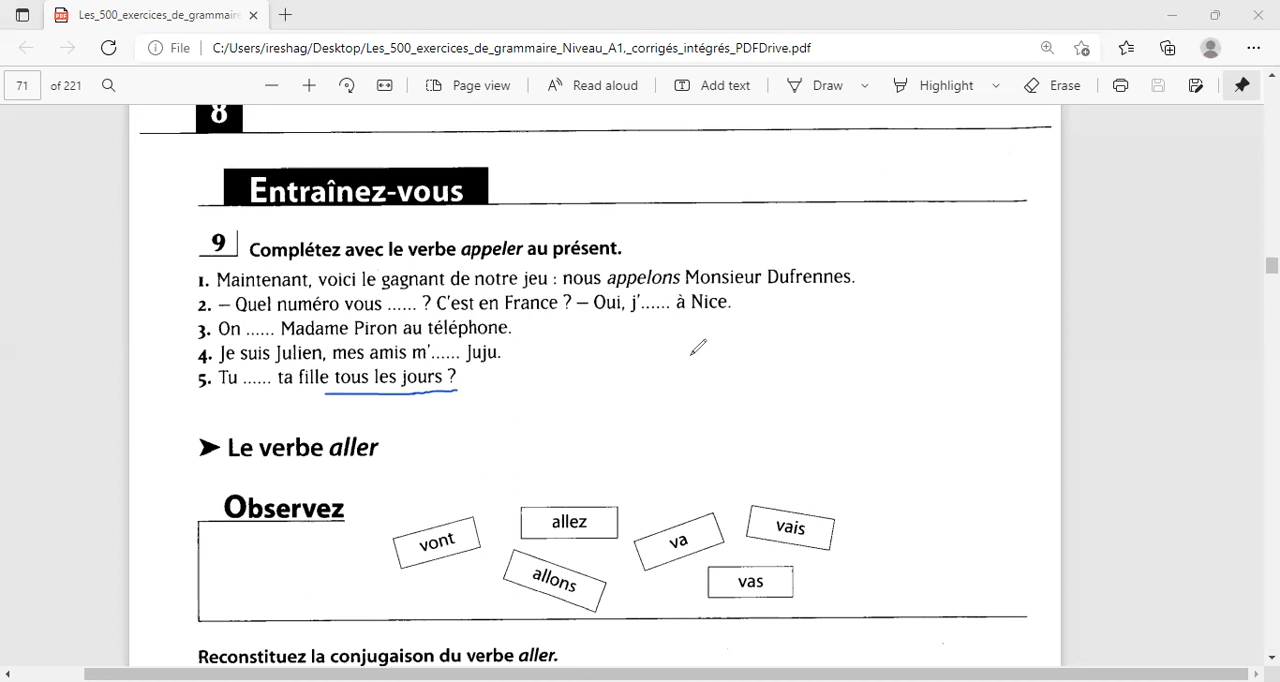 Les_500_exercices_de_grammaire
File C:/Users/ireshag/Desktop/Les_500_exercices_de_grammaire_Niveau_A1._corrigés_intégrés_PDFDrive.pdf
71 of 221 Page view Read aloud Add text Draw Highlight Erase
8
Entraînez-vous
9 Complétez avec le verbe appeler au présent.
1. Maintenant, voici le gagnant de notre jeu : nous appelons Monsieur Dufrennes.
2. – Quel numéro vous ...... ? C'est en France ? – Oui, j'...... à Nice.
3. On ...... Madame Piron au téléphone.
4. Je suis Julien, mes amis m'...... Juju.
5. Tu ...... ta fille tous les jours ?
➤ Le verbe aller
Observez
vont allez va vais
allons vas
Reconstituez la conjugaison du verbe aller.